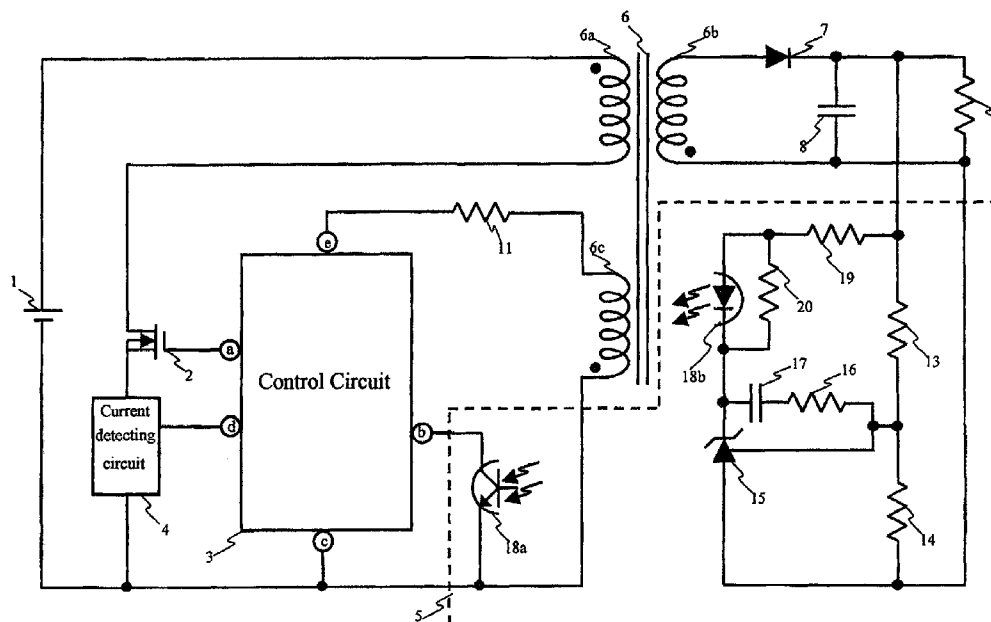 6a
6
6b
7
8
e
11
6c
19
20
1
a
2
Control Circuit
18b
13
17
16
Current
detecting
circuit
d
b
15
4
3
c
18a
14
5